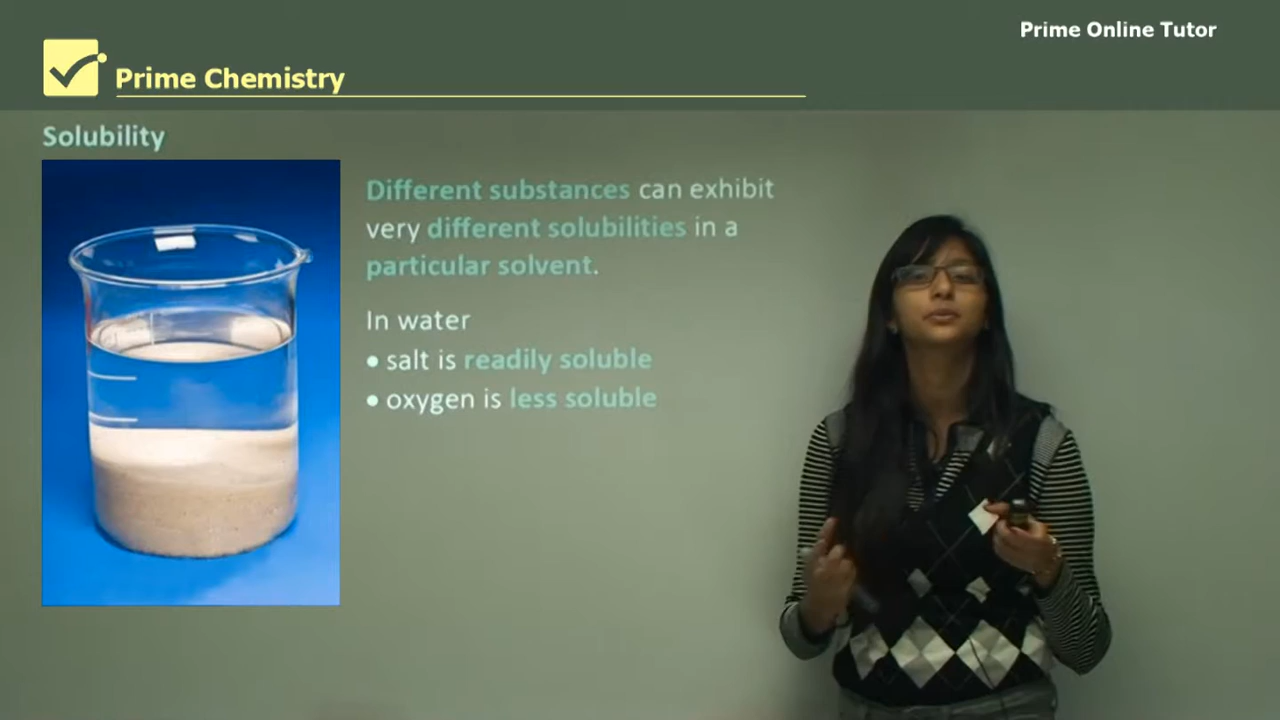 Prime Online Tutor
Prime Chemistry
Solubility
Different substances can exhibit
very different solubilities in a
particular solvent.
In water
• salt is readily soluble
• oxygen is less soluble